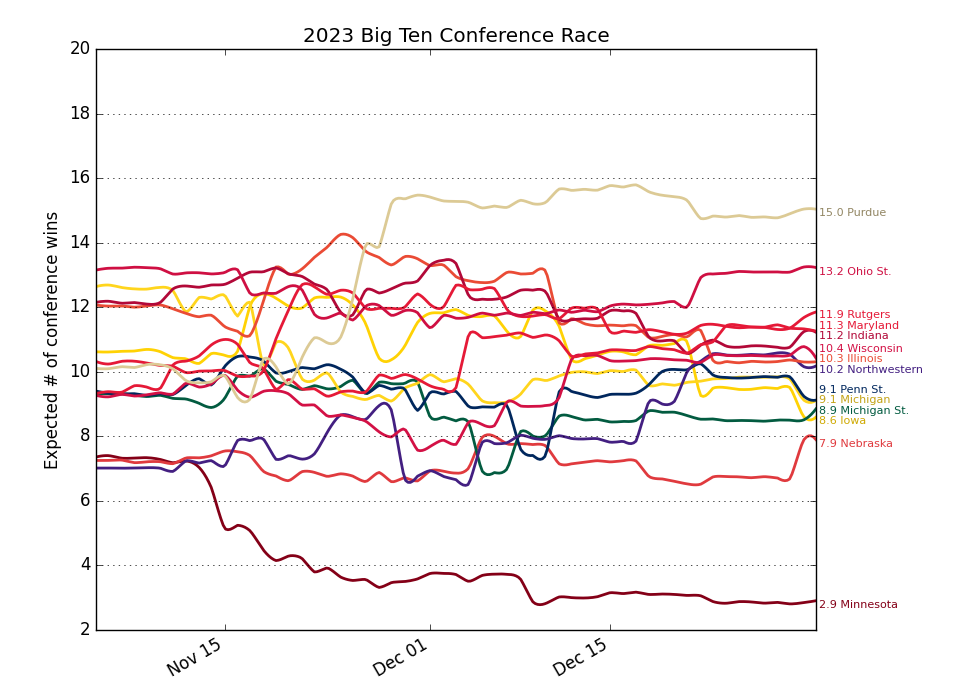 2023 Big Ten Conference Race
Expected # of conference wins
20
18
16
14
12
10
8
6
4
2
15.0 Purdue
13.2 Ohio St.
11.9 Rutgers
11.3 Maryland
11.2 Indiana
10.4 Wisconsin
10.3 Illinois
10.2 Northwestern
9.1 Penn St.
9.1 Michigan
8.9 Michigan St.
8.6 Iowa
7.9 Nebraska
2.9 Minnesota
Nov 15
Dec 01
Dec 15